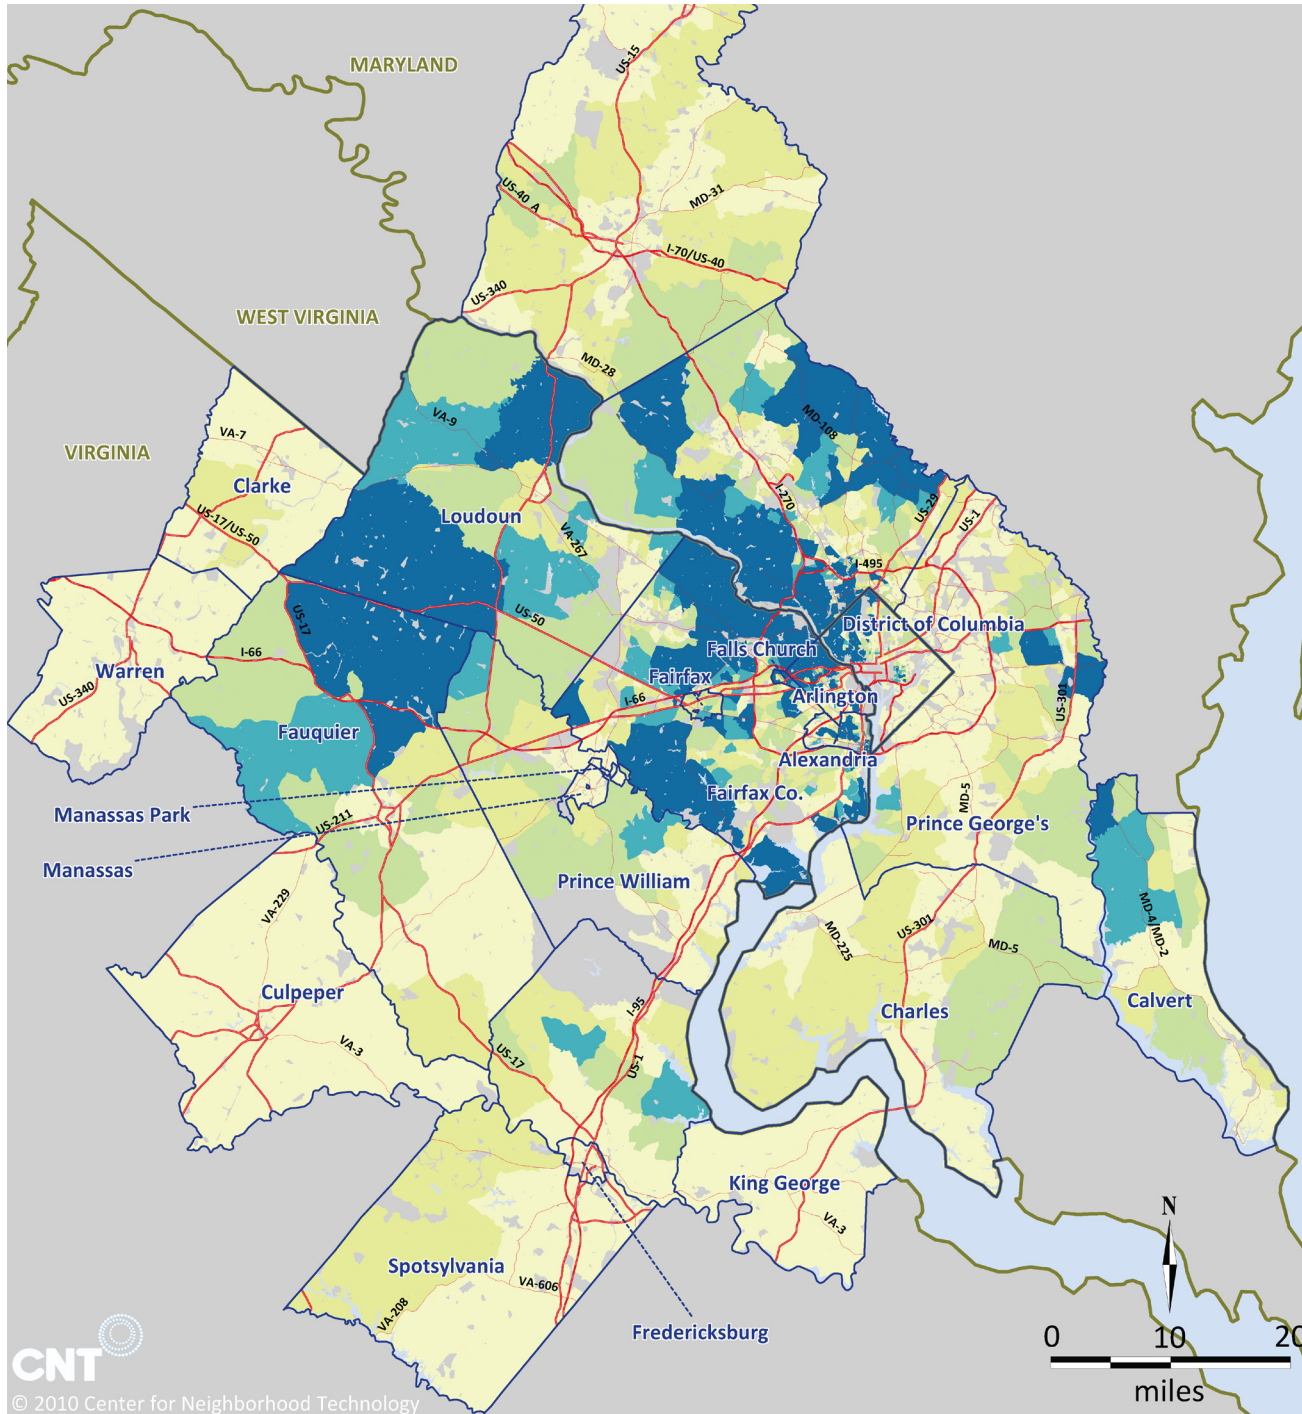 MARYLAND
US-15
US-40 A
MD-31
I-70/US-40
US-340
WEST VIRGINIA
MD-28
VA-9
MD-108
VA-7
VIRGINIA
Clarke
US-17/US-50
Loudoun
VA-267
I-270
US-29
US-1
I-495
US-17
US-50
District of Columbia
Falls Church
I-66
Warren
Fairfax
US-340
I-66
Arlington
US-301
Fauquier
Alexandria
Manassas Park
Fairfax Co.
MD-5
US-211
Prince George's
Manassas
Prince William
VA-229
MD-4/MD-2
MD-225
US-301
MD-5
Culpeper
I-95
Charles
Calvert
VA-3
US-17
US-1
King George
VA-3
N
Spotsylvania
VA-606
VA-208
Fredericksburg
0 10 20
miles
CNT
© 2010 Center for Neighborhood Technology